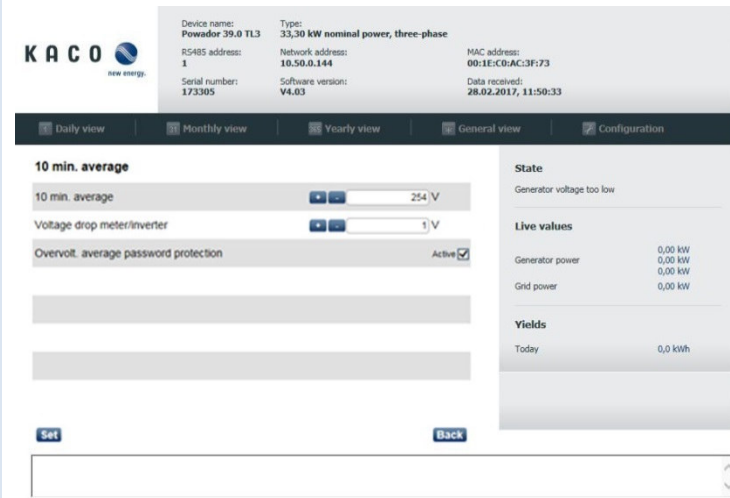 KACO
new energy.
Device name:
Powador 39.0 TL3
Type:
33,30 kW nominal power, three-phase
RS485 address:
1
Network address:
10.50.0.144
MAC address:
00:1E:C0:AC:3F:73
Serial number:
173305
Software version:
V4.03
Data received:
28.02.2017, 11:50:33
1 Daily view
31 Monthly view
365 Yearly view
General view
Configuration
10 min. average
10 min. average + - 254 V
Voltage drop meter/inverter + - 1 V
Overvolt. average password protection Active
Set
Back
State
Generator voltage too low
Live values
Generator power
0,00 kW
0,00 kW
0,00 kW
Grid power 0,00 kW
Yields
Today 0,0 kWh